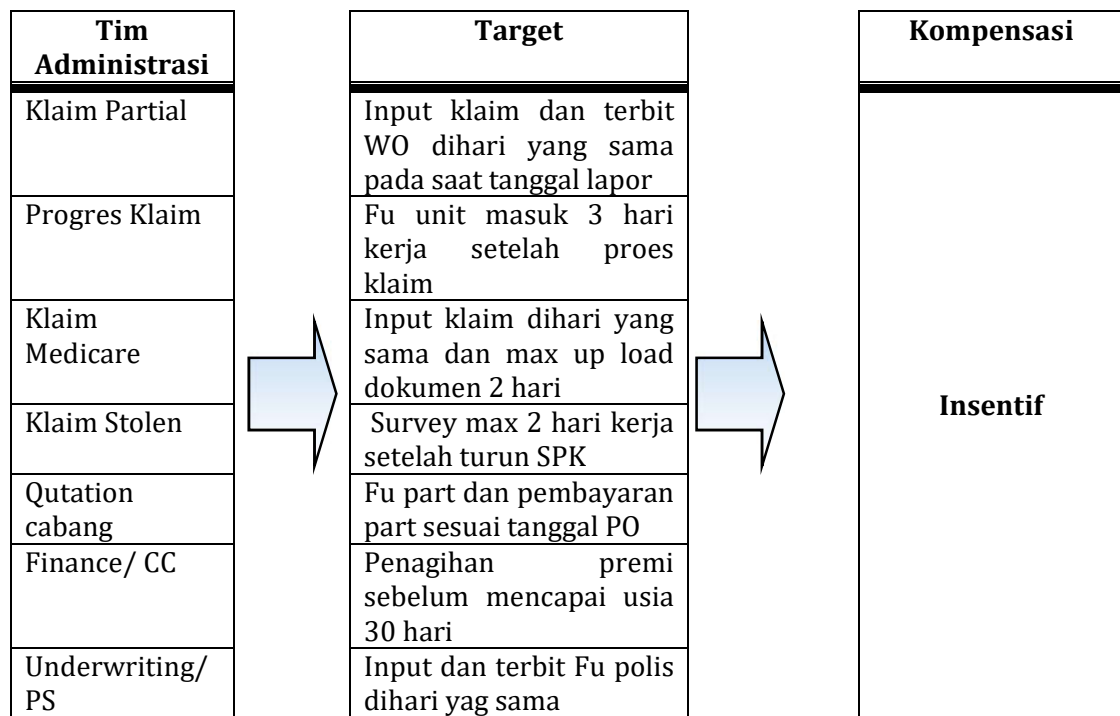 Tim
Administrasi
Target
Kompensasi
Klaim Partial
Input klaim dan terbit
WO dihari yang sama
pada saat tanggal lapor
Progres Klaim
Fu unit masuk 3 hari
kerja setelah proes
klaim
Klaim
Medicare
Input klaim dihari yang
sama dan max up load
dokumen 2 hari
Klaim Stolen
Survey max 2 hari kerja
setelah turun SPK
Qutation
cabang
Fu part dan pembayaran
part sesuai tanggal PO
Finance/ CC
Penagihan premi
sebelum mencapai usia
30 hari
Underwriting/
PS
Input dan terbit Fu polis
dihari yag sama
Insentif